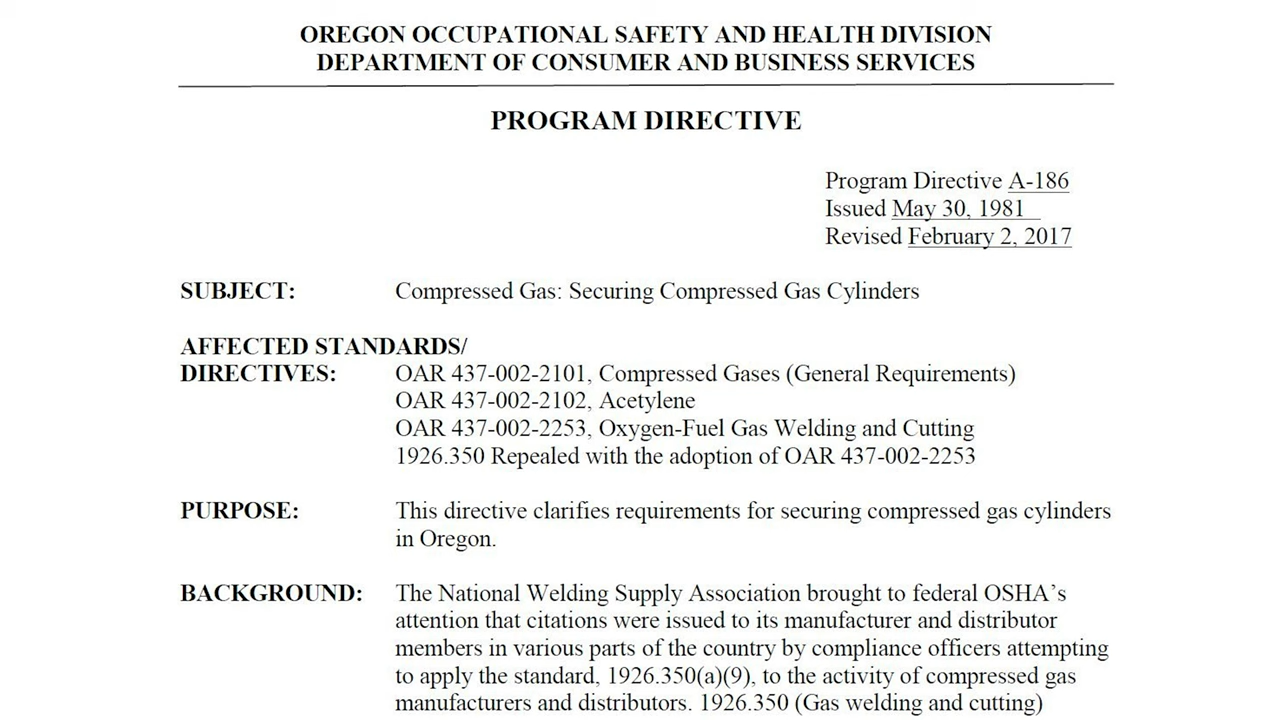 OREGON OCCUPATIONAL SAFETY AND HEALTH DIVISION
DEPARTMENT OF CONSUMER AND BUSINESS SERVICES
PROGRAM DIRECTIVE
Program Directive A-186
Issued May 30, 1981
Revised February 2, 2017
SUBJECT: Compressed Gas: Securing Compressed Gas Cylinders
AFFECTED STANDARDS/
DIRECTIVES: OAR 437-002-2101, Compressed Gases (General Requirements)
OAR 437-002-2102, Acetylene
OAR 437-002-2253, Oxygen-Fuel Gas Welding and Cutting
1926.350 Repealed with the adoption of OAR 437-002-2253
PURPOSE: This directive clarifies requirements for securing compressed gas cylinders
in Oregon.
BACKGROUND: The National Welding Supply Association brought to federal OSHA’s
attention that citations were issued to its manufacturer and distributor
members in various parts of the country by compliance officers attempting
to apply the standard, 1926.350(a)(9), to the activity of compressed gas
manufacturers and distributors. 1926.350 (Gas welding and cutting)